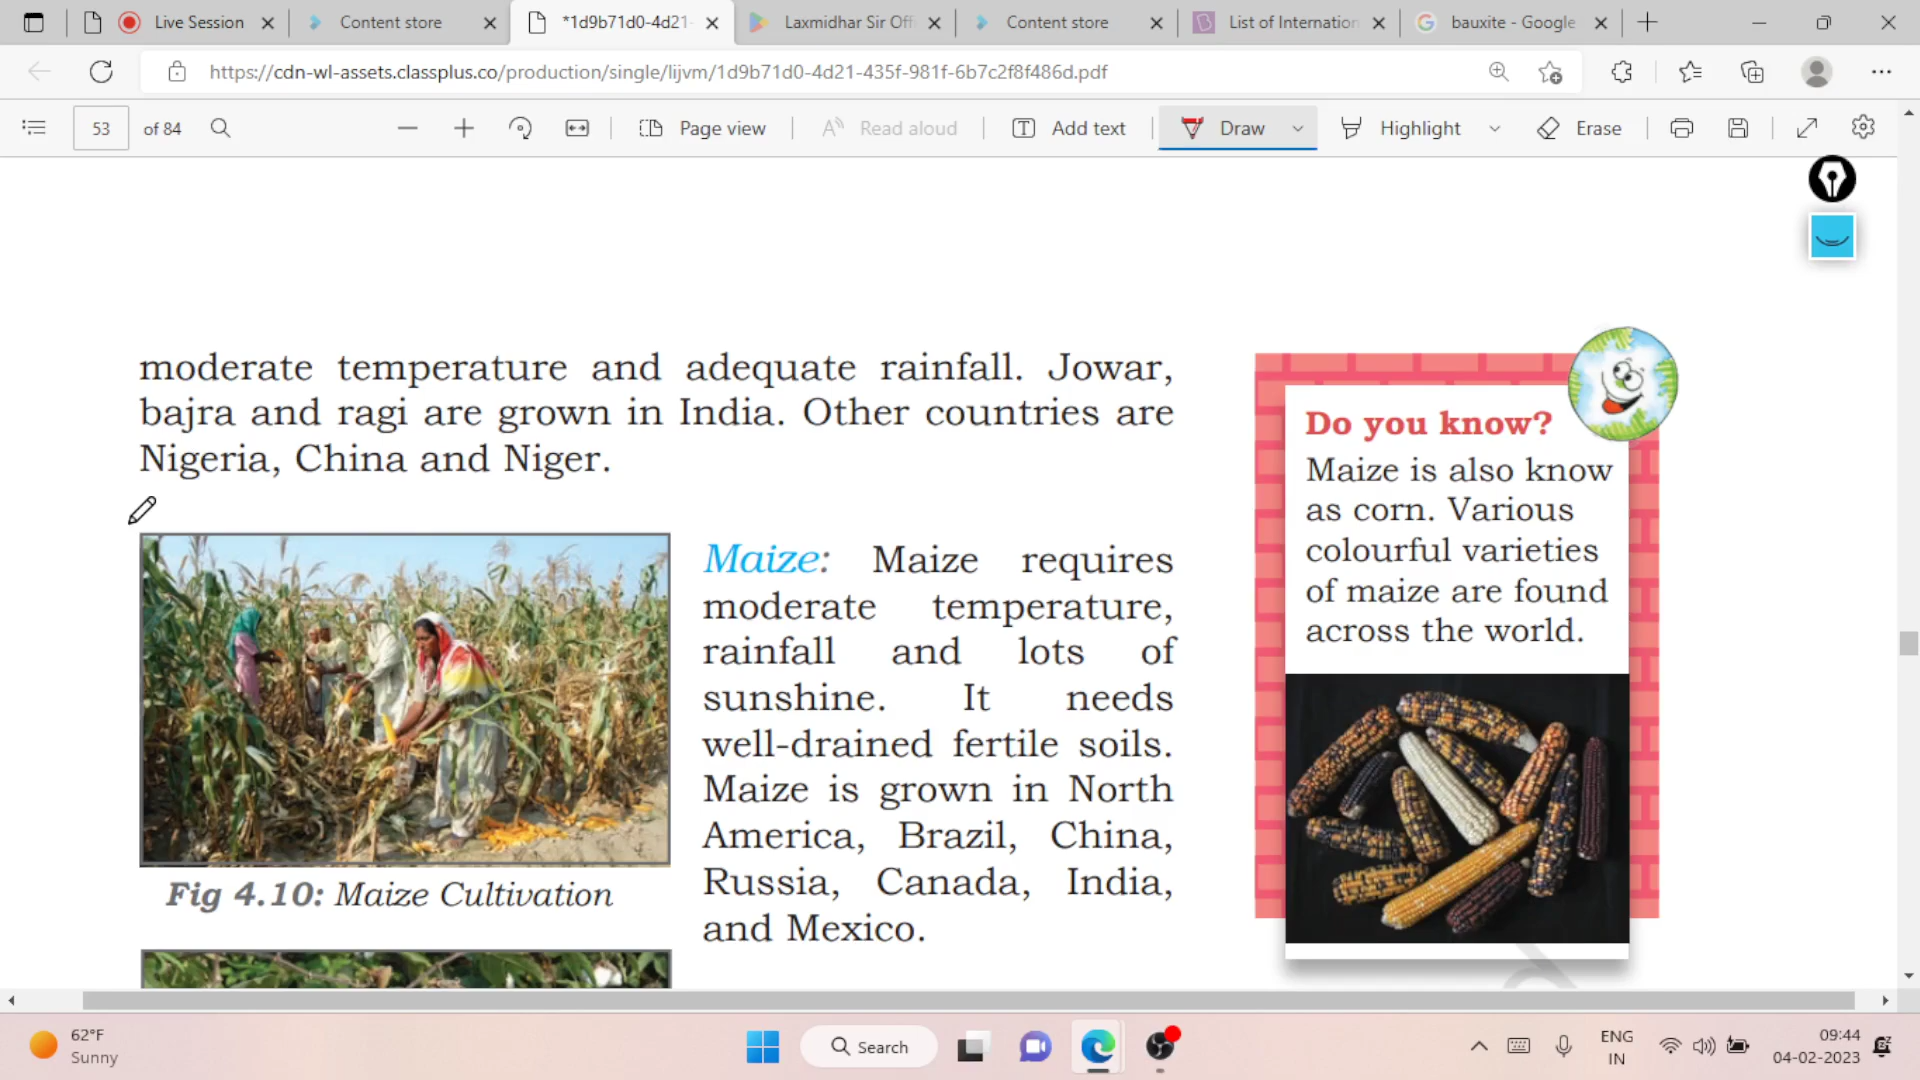 Live Session
Content store
*1d9b71d0-4d21-
Laxmidhar Sir Offi
Content store
List of Internation
bauxite - Google
https://cdn-wl-assets.classplus.co/production/single/lijvm/1d9b71d0-4d21-435f-981f-6b7c2f8f486d.pdf
53 of 84
Page view
Read aloud
Add text
Draw
Highlight
Erase
moderate temperature and adequate rainfall. Jowar,
bajra and ragi are grown in India. Other countries are
Nigeria, China and Niger.
Maize: Maize requires
moderate temperature,
rainfall and lots of
sunshine. It needs
well-drained fertile soils.
Maize is grown in North
America, Brazil, China,
Russia, Canada, India,
and Mexico.
Fig 4.10: Maize Cultivation
Do you know?
Maize is also know
as corn. Various
colourful varieties
of maize are found
across the world.
62°F
Sunny
Search
ENG
IN
09:44
04-02-2023